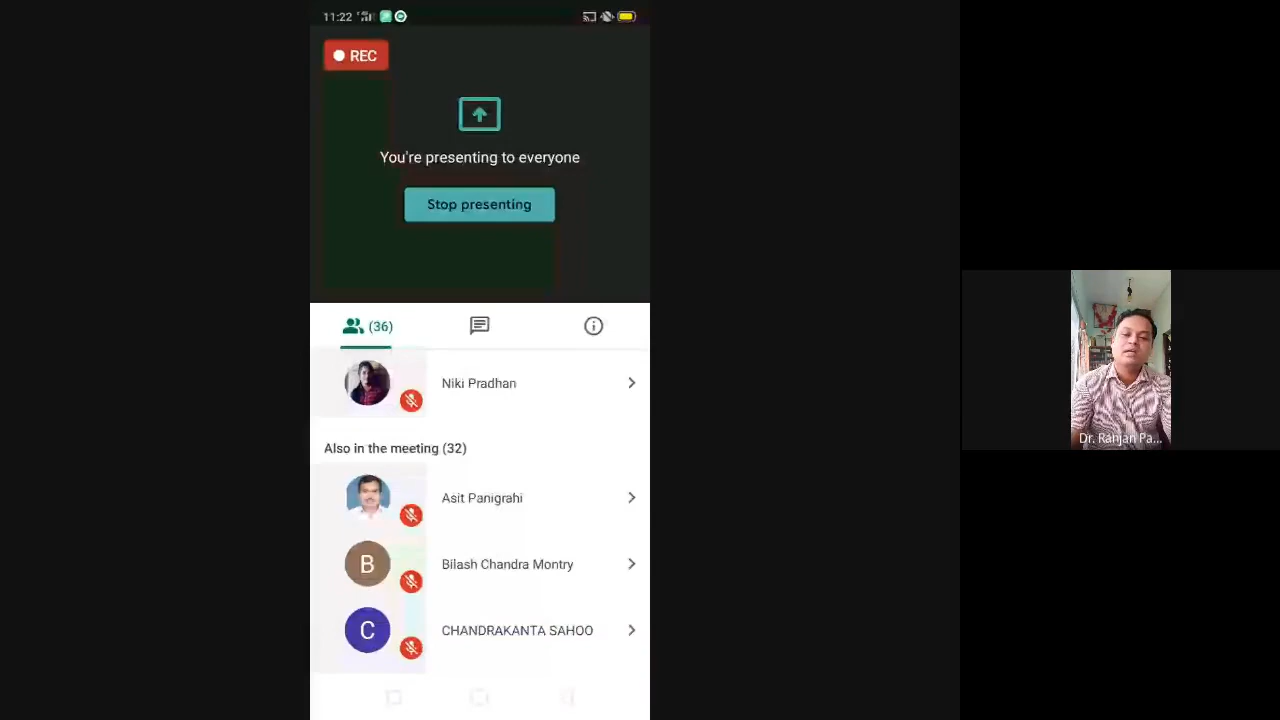 11:22
REC
You're presenting to everyone
Stop presenting
(36)
Niki Pradhan
Also in the meeting (32)
Asit Panigrahi
B
Bilash Chandra Montry
C
CHANDRAKANTA SAHOO
Dr. Ranjan Pa...